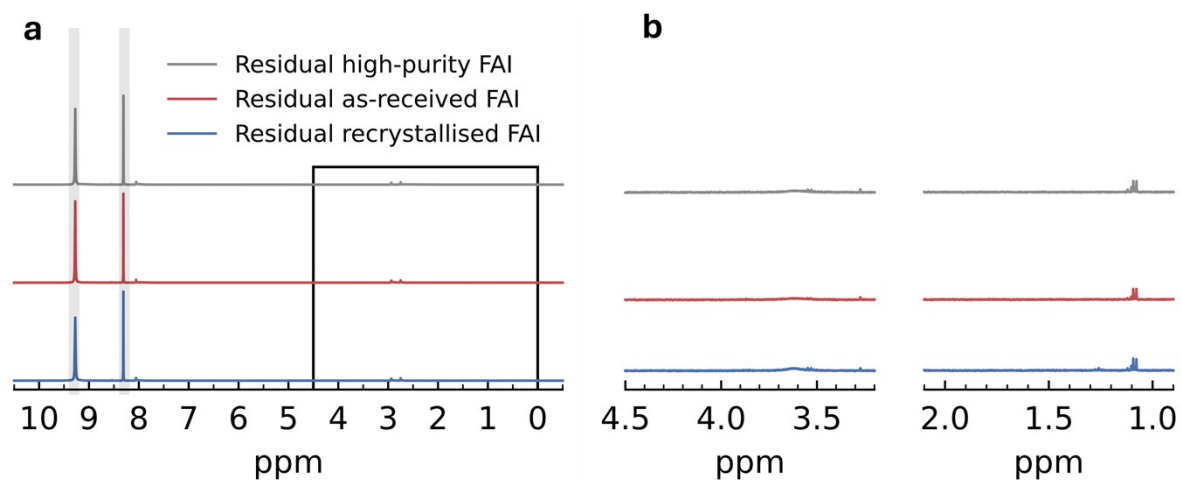 a
Residual high-purity FAI
Residual as-received FAI
Residual recrystallised FAI
10 9 8 7 6 5 4 3 2 1 0
ppm
b
4.5 4.0 3.5
ppm
2.0 1.5 1.0
ppm